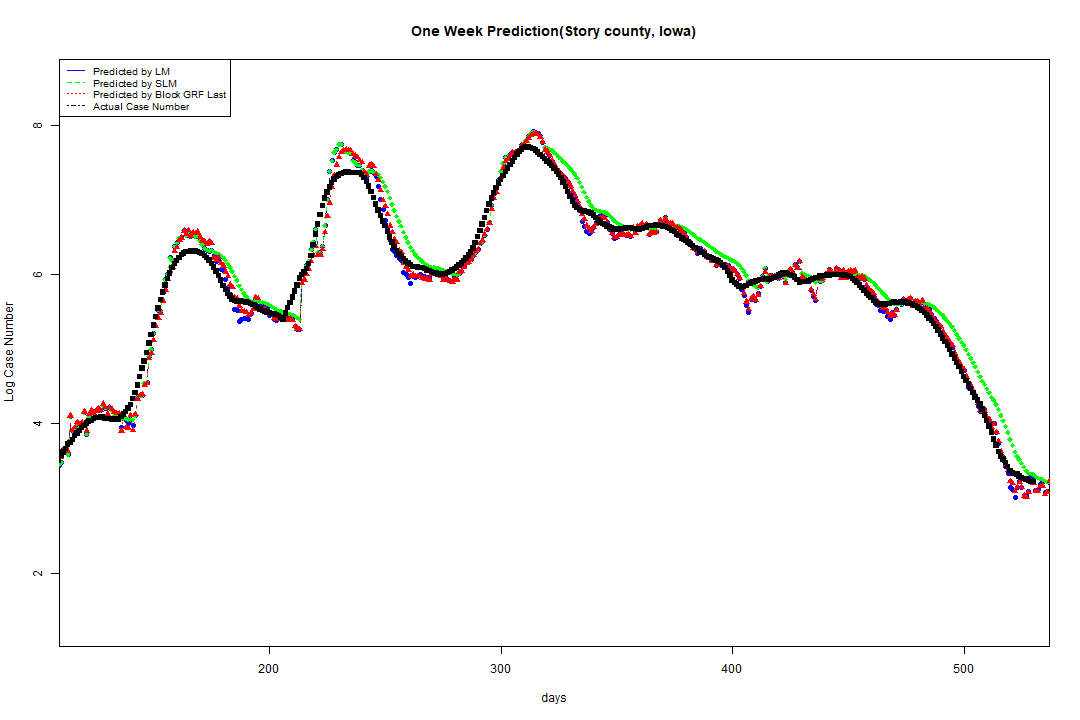 One Week Prediction(Story county, Iowa)
Predicted by LM
Predicted by SLM
Predicted by Block GRF Last
Actual Case Number
8
6
4
2
Log Case Number
200 300 400 500
days